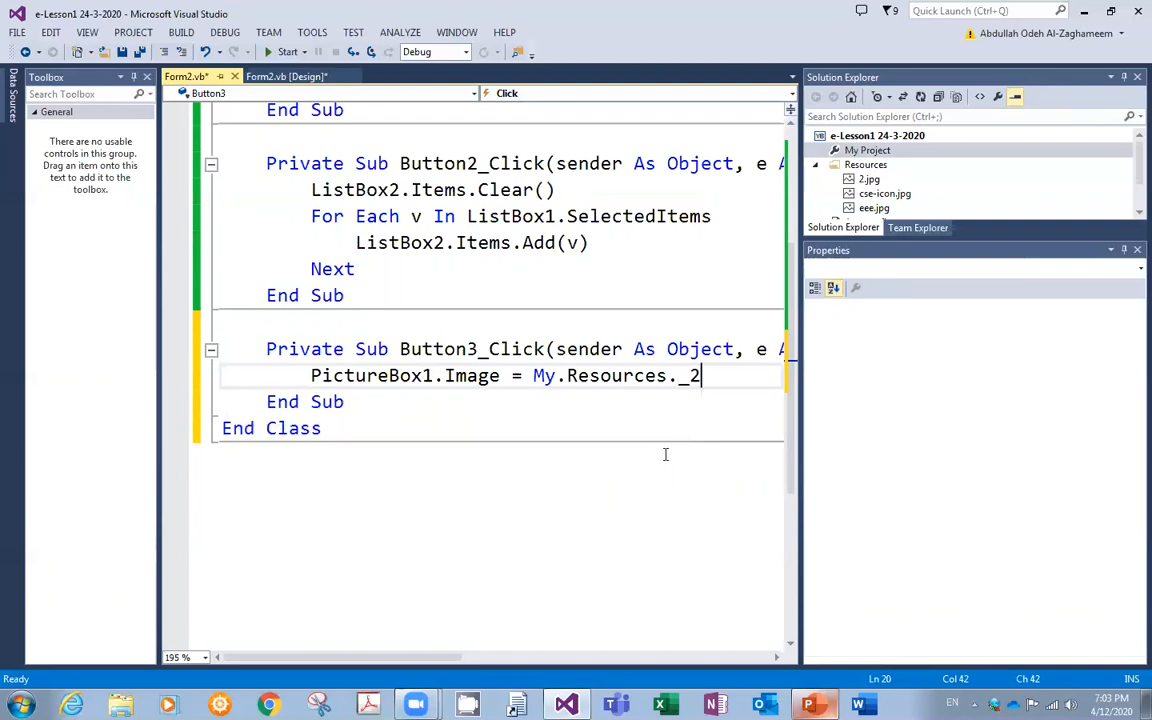 e-Lesson1 24-3-2020 - Microsoft Visual Studio
9
Quick Launch (Ctrl+Q)
FILE EDIT VIEW PROJECT BUILD DEBUG TEAM TOOLS TEST ANALYZE WINDOW HELP
Abdullah Odeh Al-Zaghameem
Start Debug
Data Sources
Toolbox
Search Toolbox
General
There are no usable
controls in this group.
Drag an item onto this
text to add it to the
toolbox.
Form2.vb* Form2.vb [Design]*
Button3 Click
End Sub
Private Sub Button2_Click(sender As Object, e A
ListBox2.Items.Clear()
For Each v In ListBox1.SelectedItems
ListBox2.Items.Add(v)
Next
End Sub
Private Sub Button3_Click(sender As Object, e A
PictureBox1.Image = My.Resources._2
End Sub
End Class
195 %
Solution Explorer
Search Solution Explorer (Ctrl+;)
VB e-Lesson1 24-3-2020
My Project
Resources
2.jpg
cse-icon.jpg
eee.jpg
Solution Explorer Team Explorer
Properties
Ready
Ln 20 Col 42 Ch 42 INS
EN
7:03 PM
4/12/2020